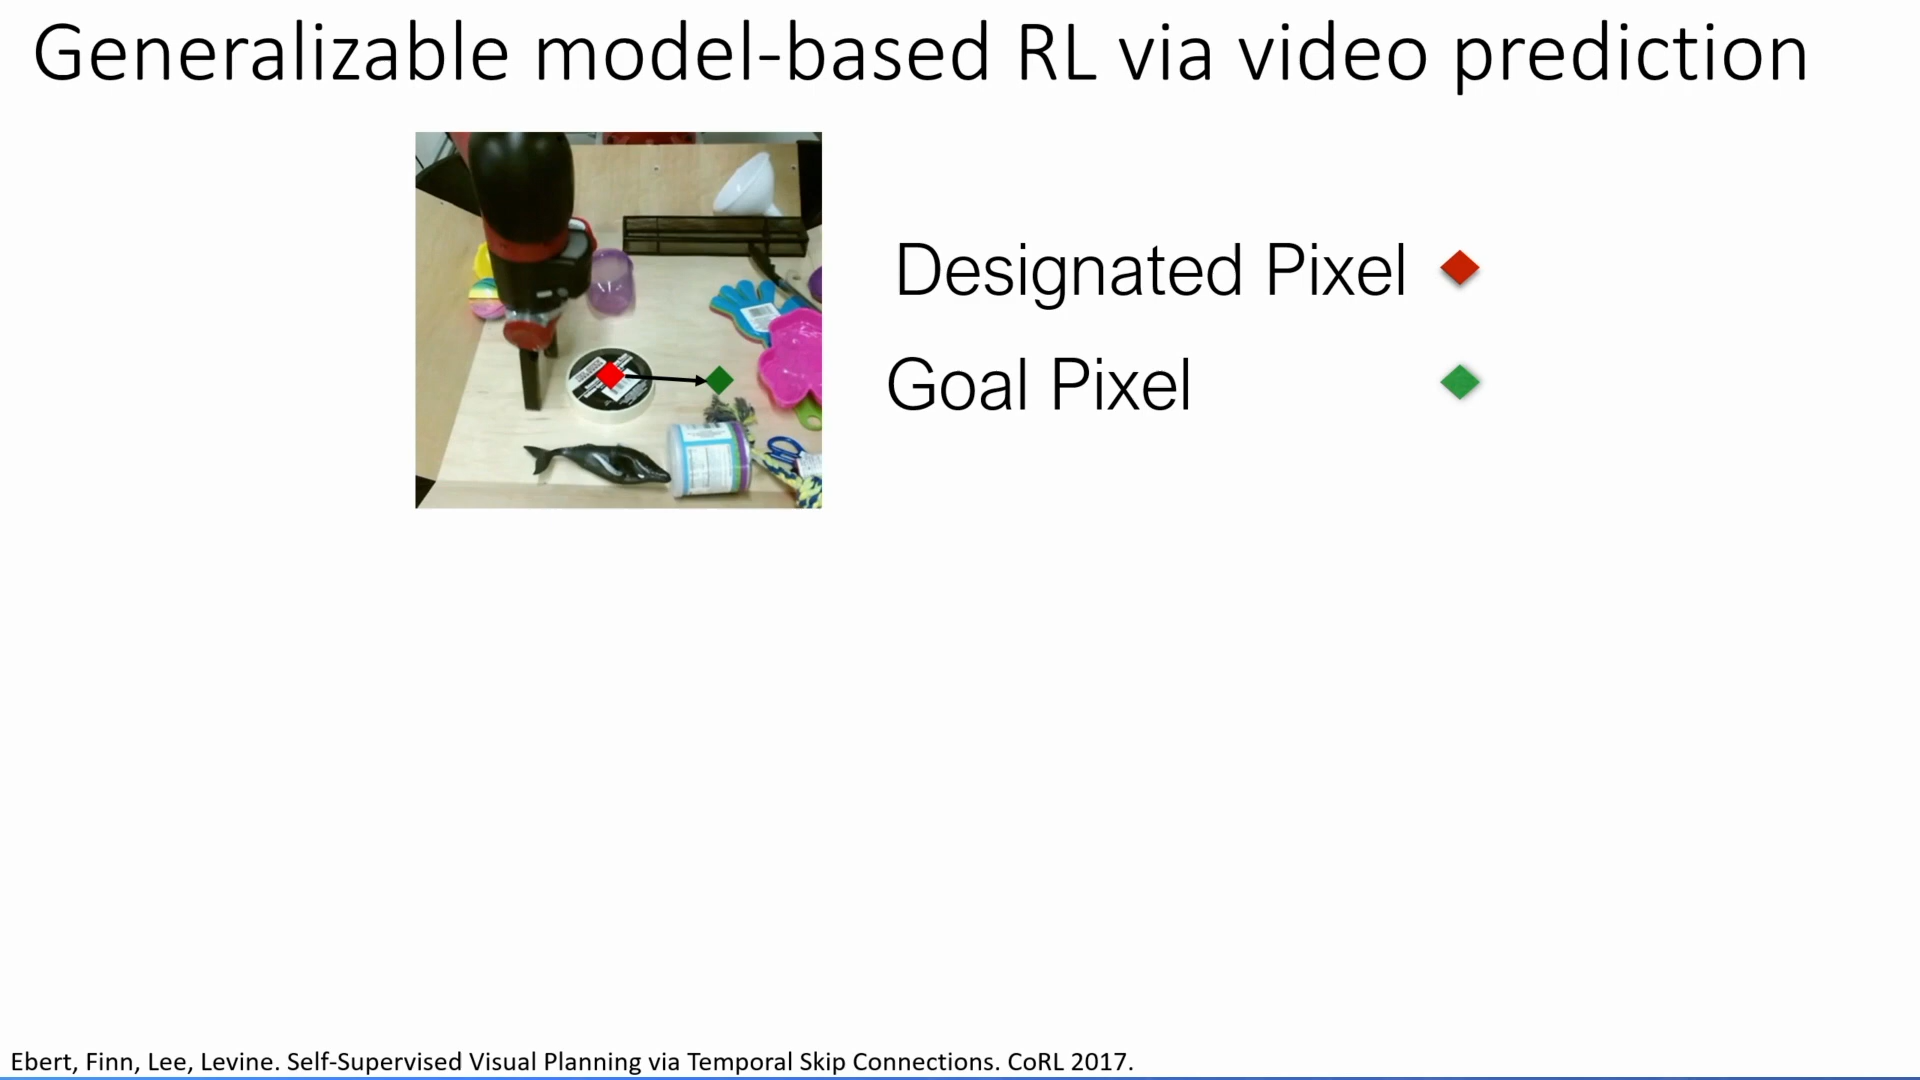 Generalizable model-based RL via video prediction
Designated Pixel
Goal Pixel
Ebert, Finn, Lee, Levine. Self-Supervised Visual Planning via Temporal Skip Connections. CoRL 2017.